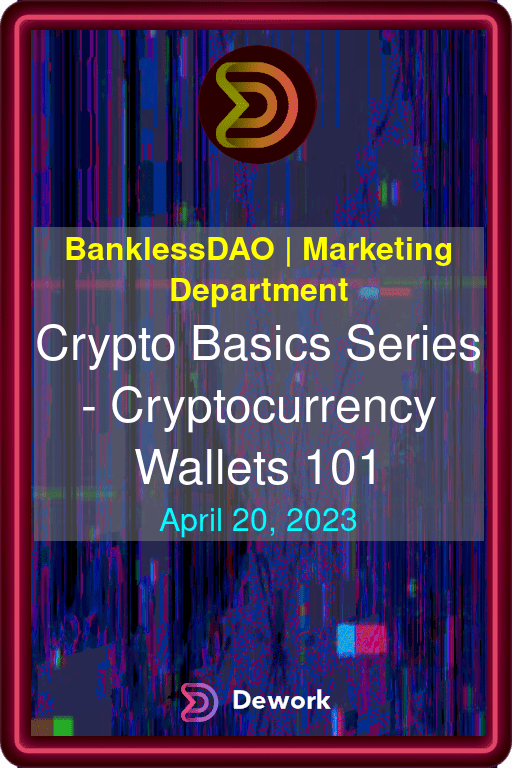 BanklessDAO | Marketing
Department
Crypto Basics Series
- Cryptocurrency
Wallets 101
April 20, 2023
Dework